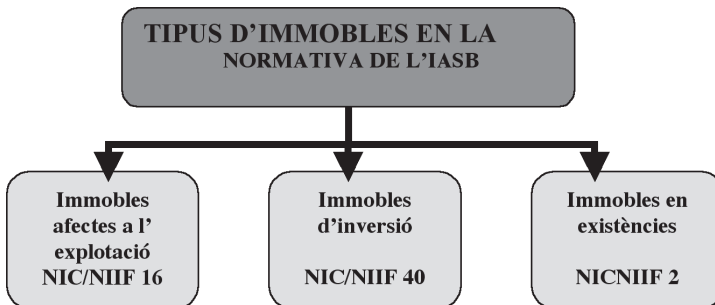 TIPUS D’IMMOBLES EN LA
NORMATIVA DE L’IASB
Immobles
afectes a l’
explotació
NIC/NIIF 16
Immobles
d’inversió
NIC/NIIF 40
Immobles en
existències
NICNIIF 2